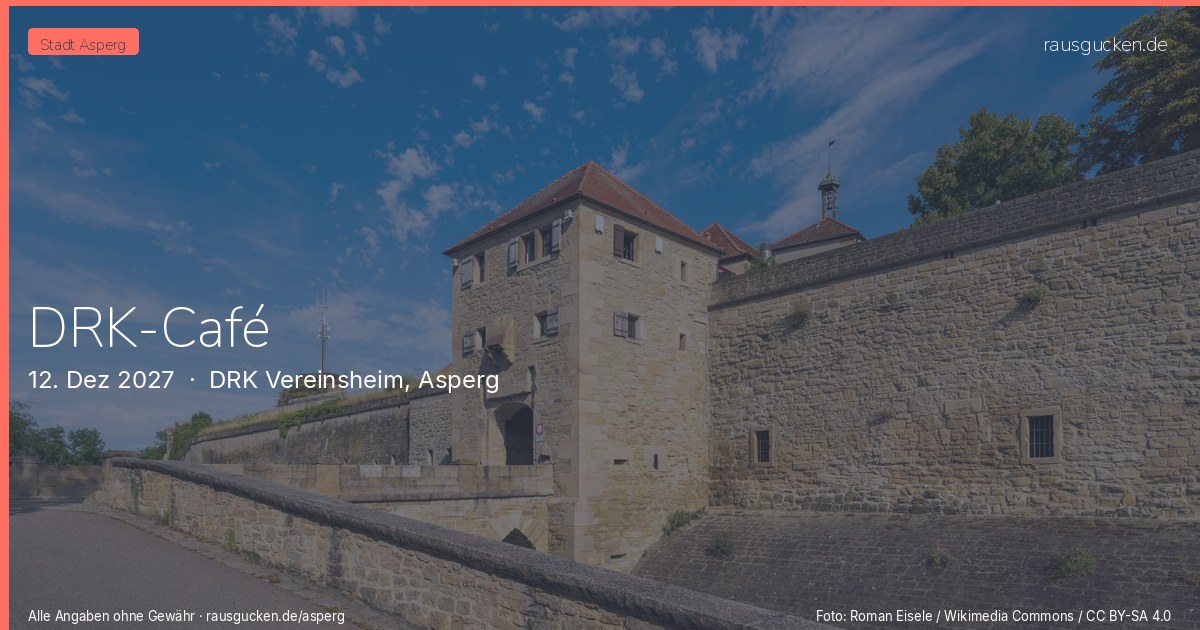 Stadt Asperg
rausgucken.de
DRK-Café
12. Dez 2027 · DRK Vereinsheim, Asperg
Alle Angaben ohne Gewähr · rausgucken.de/asperg
Foto: Roman Eisele / Wikimedia Commons / CC BY-SA 4.0